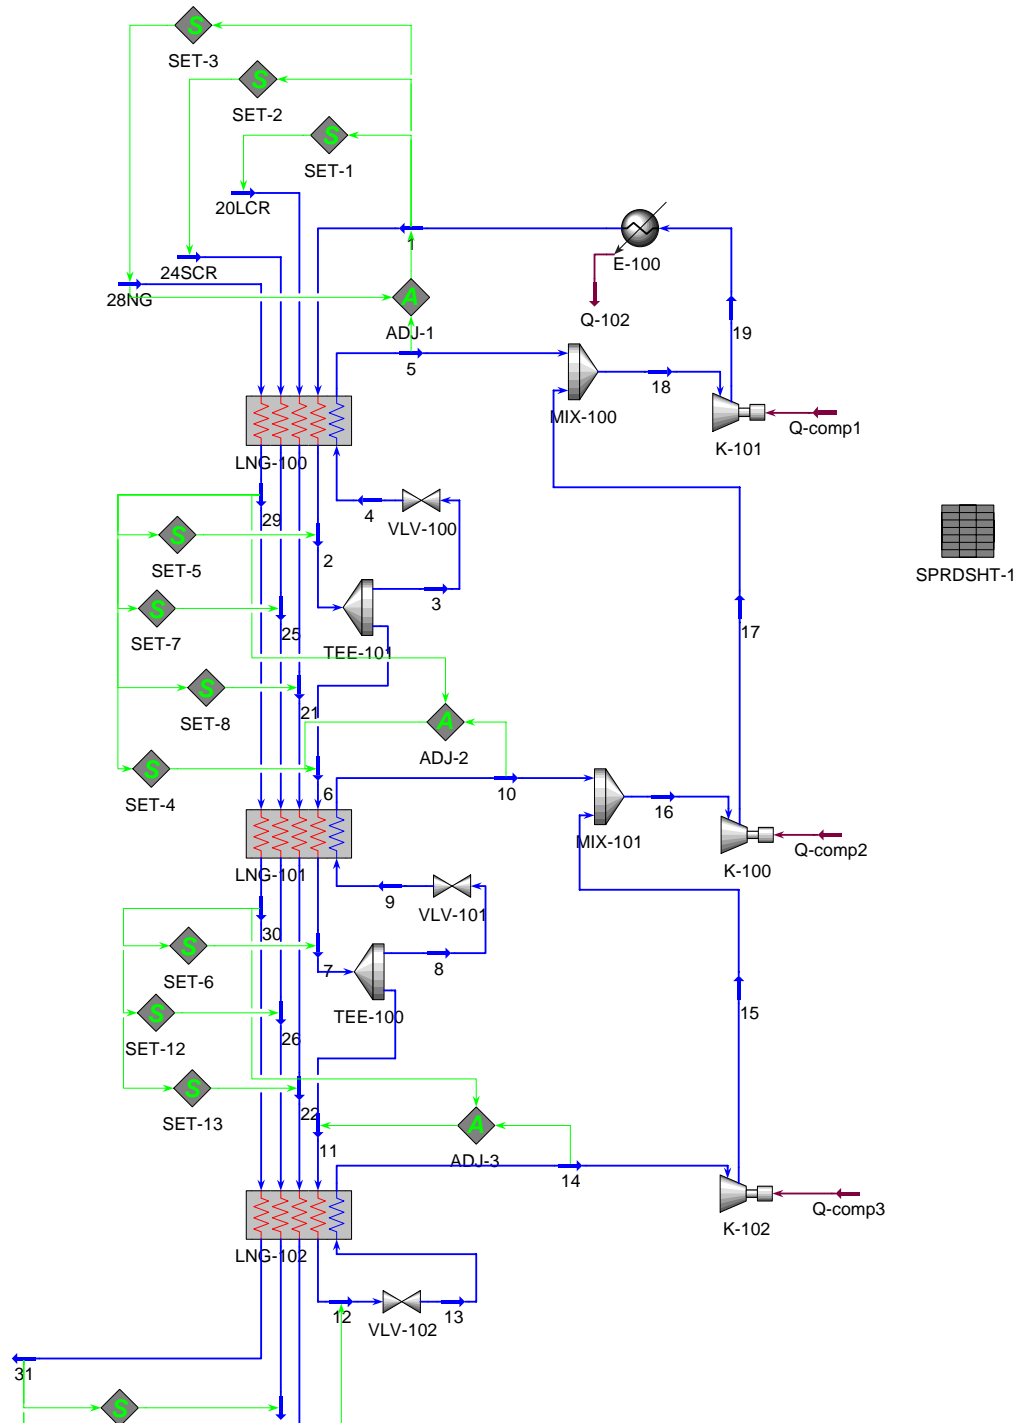 S
SET-3
S
SET-2
S
SET-1
20LCR
1
E-100
24SCR
28NG
A
Q-102
ADJ-1
19
5
18
MIX-100
Q-comp1
K-101
LNG-100
4
VLV-100
29
S
2
SET-5
SPRDSHT-1
3
S
SET-7
25
17
TEE-101
S
21
SET-8
A
ADJ-2
S
SET-4
6
10
16
MIX-101
Q-comp2
K-100
LNG-101
9
VLV-101
30
S
SET-6
7
8
TEE-100
S
SET-12
26
15
S
SET-13
22
A
11
ADJ-3
14
Q-comp3
K-102
LNG-102
12
13
VLV-102
31
S